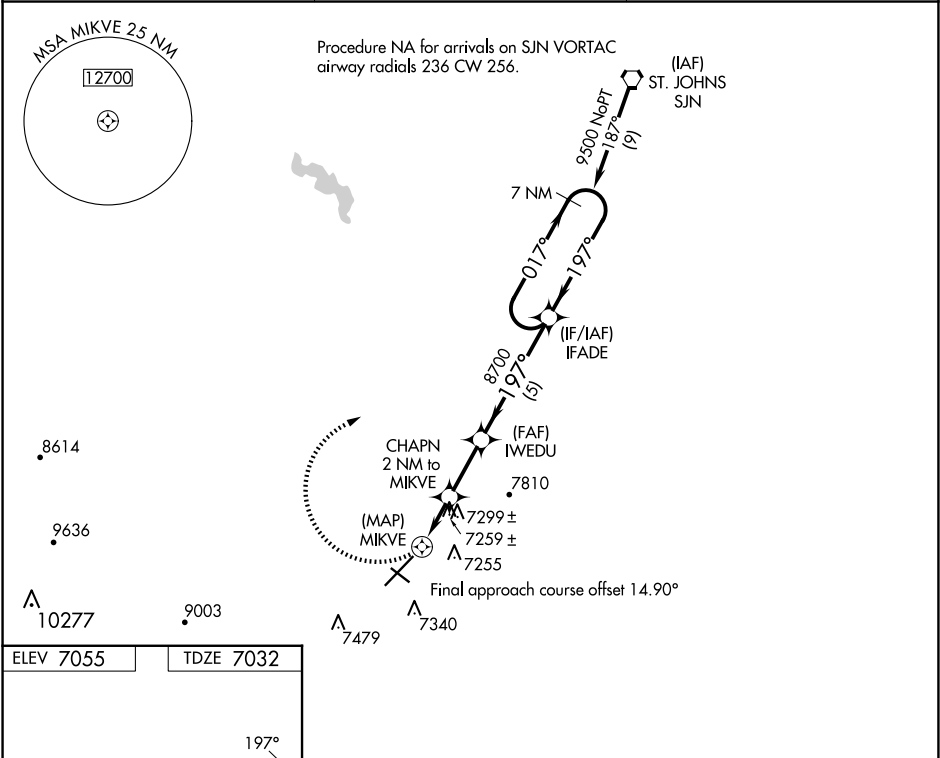 MSA MIKVE 25 NM
12700
Procedure NA for arrivals on SJN VORTAC
airway radials 236 CW 256.
(IAF)
ST. JOHNS
SJN
9500 NoPT
187°
(9)
7 NM
017°
197°
(IF/IAF)
IFADE
8700
197°
(5)
(FAF)
IWEDU
CHAPN
2 NM to
MIKVE
8614
7810
7299 ±
7259 ±
(MAP)
MIKVE
7255
9636
Final approach course offset 14.90°
10277
9003
7479
7340
ELEV 7055
TDZE 7032
197°